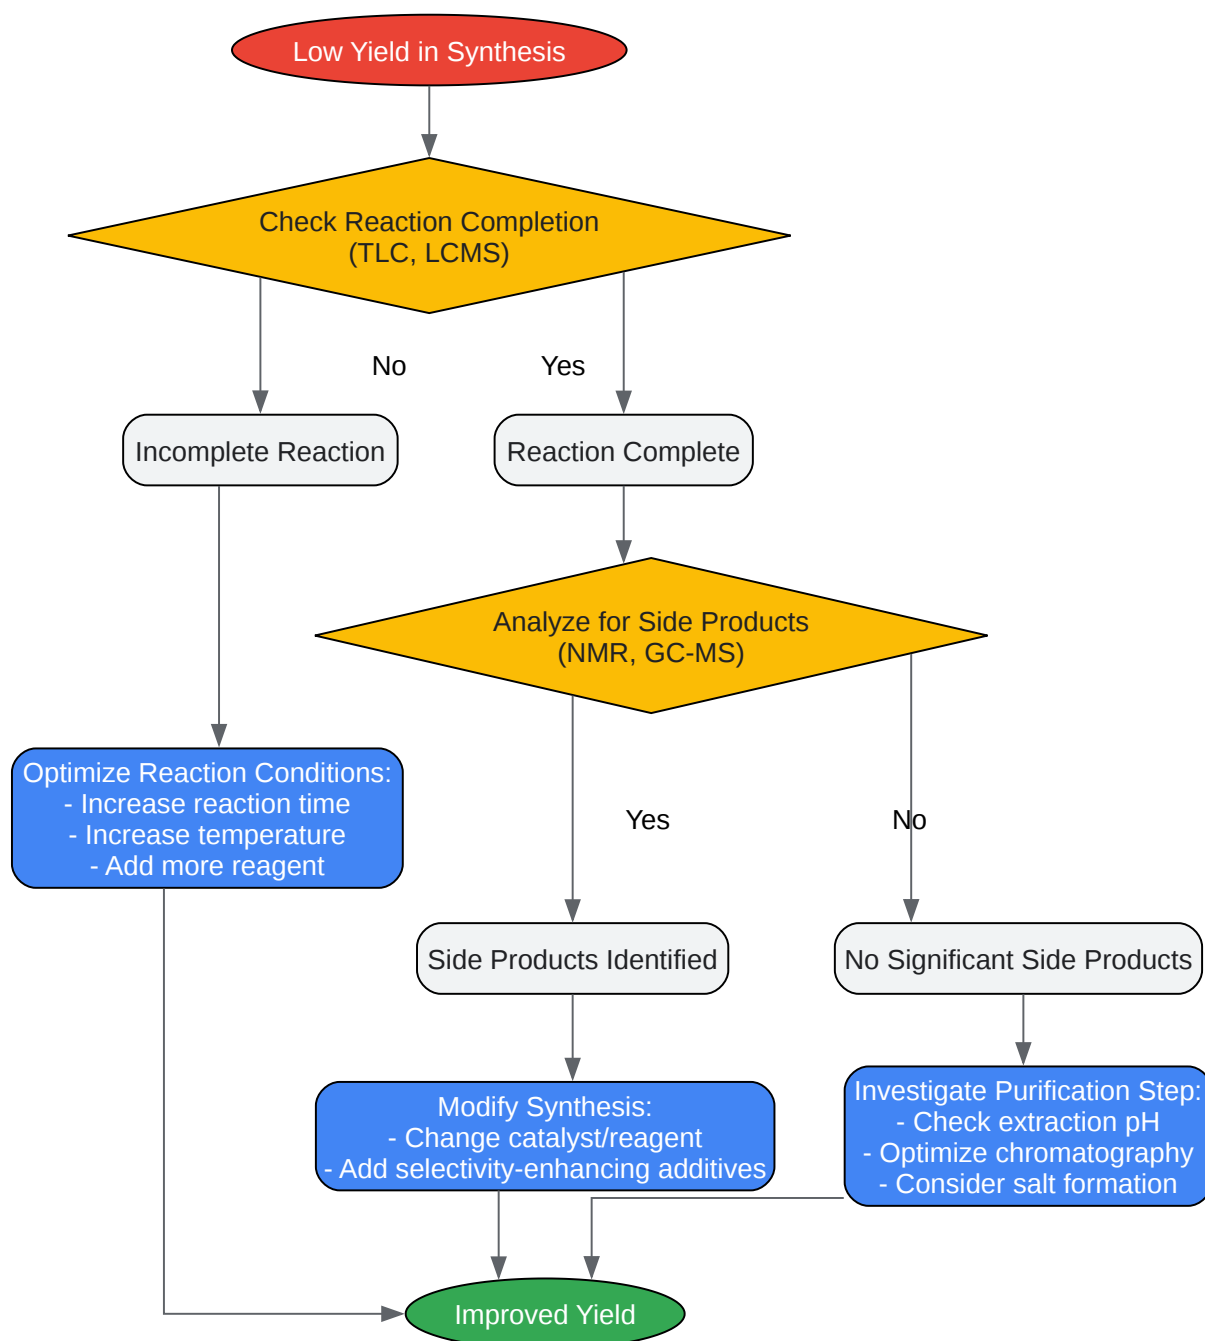 Low Yield in Synthesis
Check Reaction Completion
(TLC, LCMS)
No
Yes
Incomplete Reaction
Reaction Complete
Analyze for Side Products
(NMR, GC-MS)
Optimize Reaction Conditions:
- Increase reaction time
- Increase temperature
- Add more reagent
Yes
No
Side Products Identified
No Significant Side Products
Modify Synthesis:
- Change catalyst/reagent
- Add selectivity-enhancing additives
Investigate Purification Step:
- Check extraction pH
- Optimize chromatography
- Consider salt formation
Improved Yield